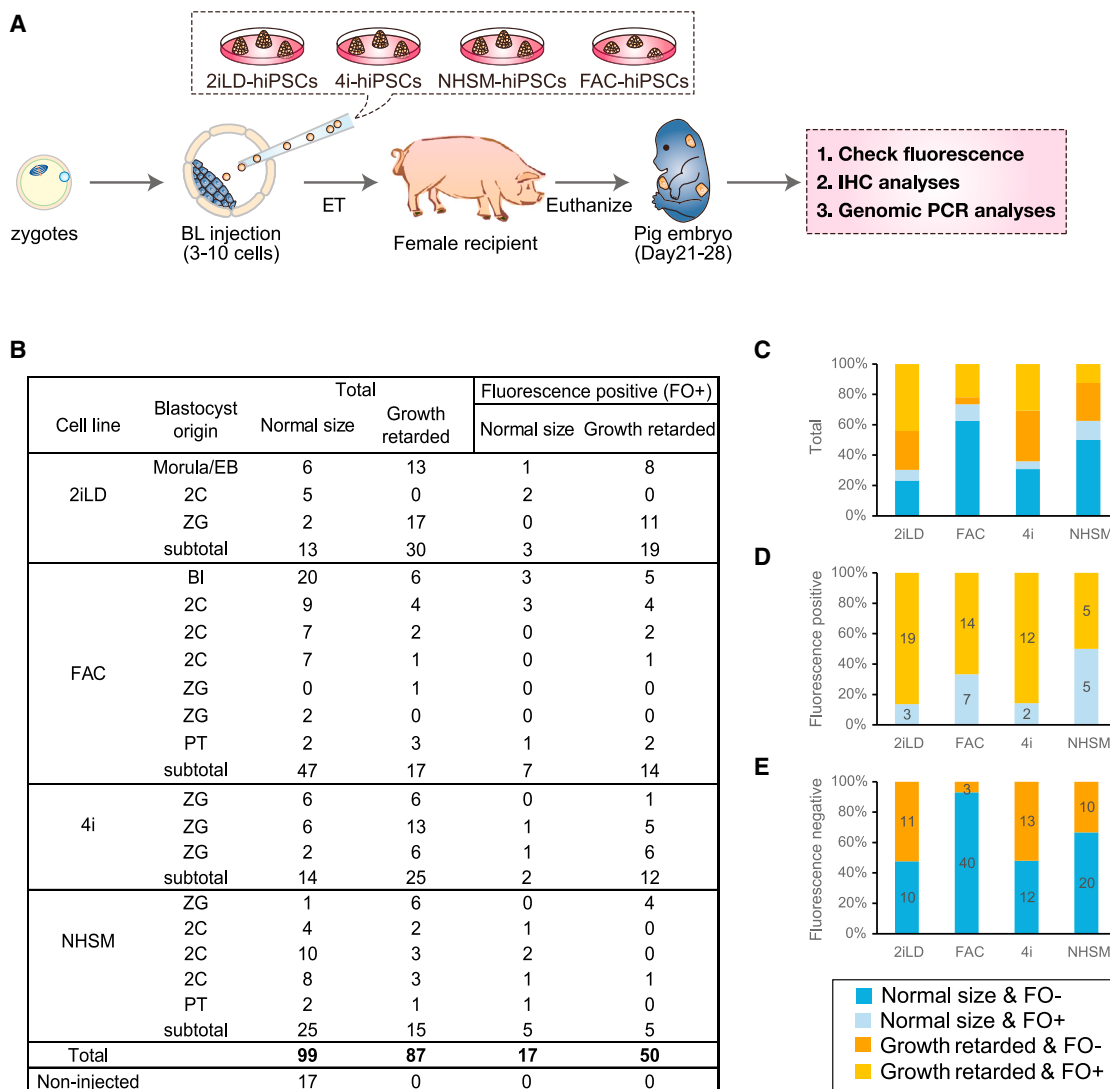 A
2iLD-hiPSCs 4i-hiPSCs NHSM-hiPSCs FAC-hiPSCs
zygotes
BL injection
(3-10 cells)
ET
Female recipient
Euthanize
Pig embryo
(Day21-28)
1. Check fluorescence
2. IHC analyses
3. Genomic PCR analyses
B
Cell line Blastocyst origin Total Fluorescence positive (FO+)
Normal size Growth retarded Normal size Growth retarded
2iLD
Morula/EB 6 13 1 8
2C 5 0 2 0
ZG 2 17 0 11
subtotal 13 30 3 19
FAC
BI 20 6 3 5
2C 9 4 3 4
2C 7 2 0 2
2C 7 1 0 1
ZG 0 1 0 0
ZG 2 0 0 0
PT 2 3 1 2
subtotal 47 17 7 14
4i
ZG 6 6 0 1
ZG 6 13 1 5
ZG 2 6 1 6
subtotal 14 25 2 12
NHSM
ZG 1 6 0 4
2C 4 2 1 0
2C 10 3 2 0
2C 8 3 1 1
PT 2 1 1 0
subtotal 25 15 5 5
Total 99 87 17 50
Non-injected 17 0 0 0
C
Total
100%
80%
60%
40%
20%
0%
2iLD FAC 4i NHSM
D
Fluorescence positive
100%
80%
60%
40%
20%
0%
19 14 12 5
3 7 2 5
2iLD FAC 4i NHSM
E
Fluorescence negative
100%
80%
60%
40%
20%
0%
11 3 13 10
10 40 12 20
2iLD FAC 4i NHSM
Normal size & FO-
Normal size & FO+
Growth retarded & FO-
Growth retarded & FO+